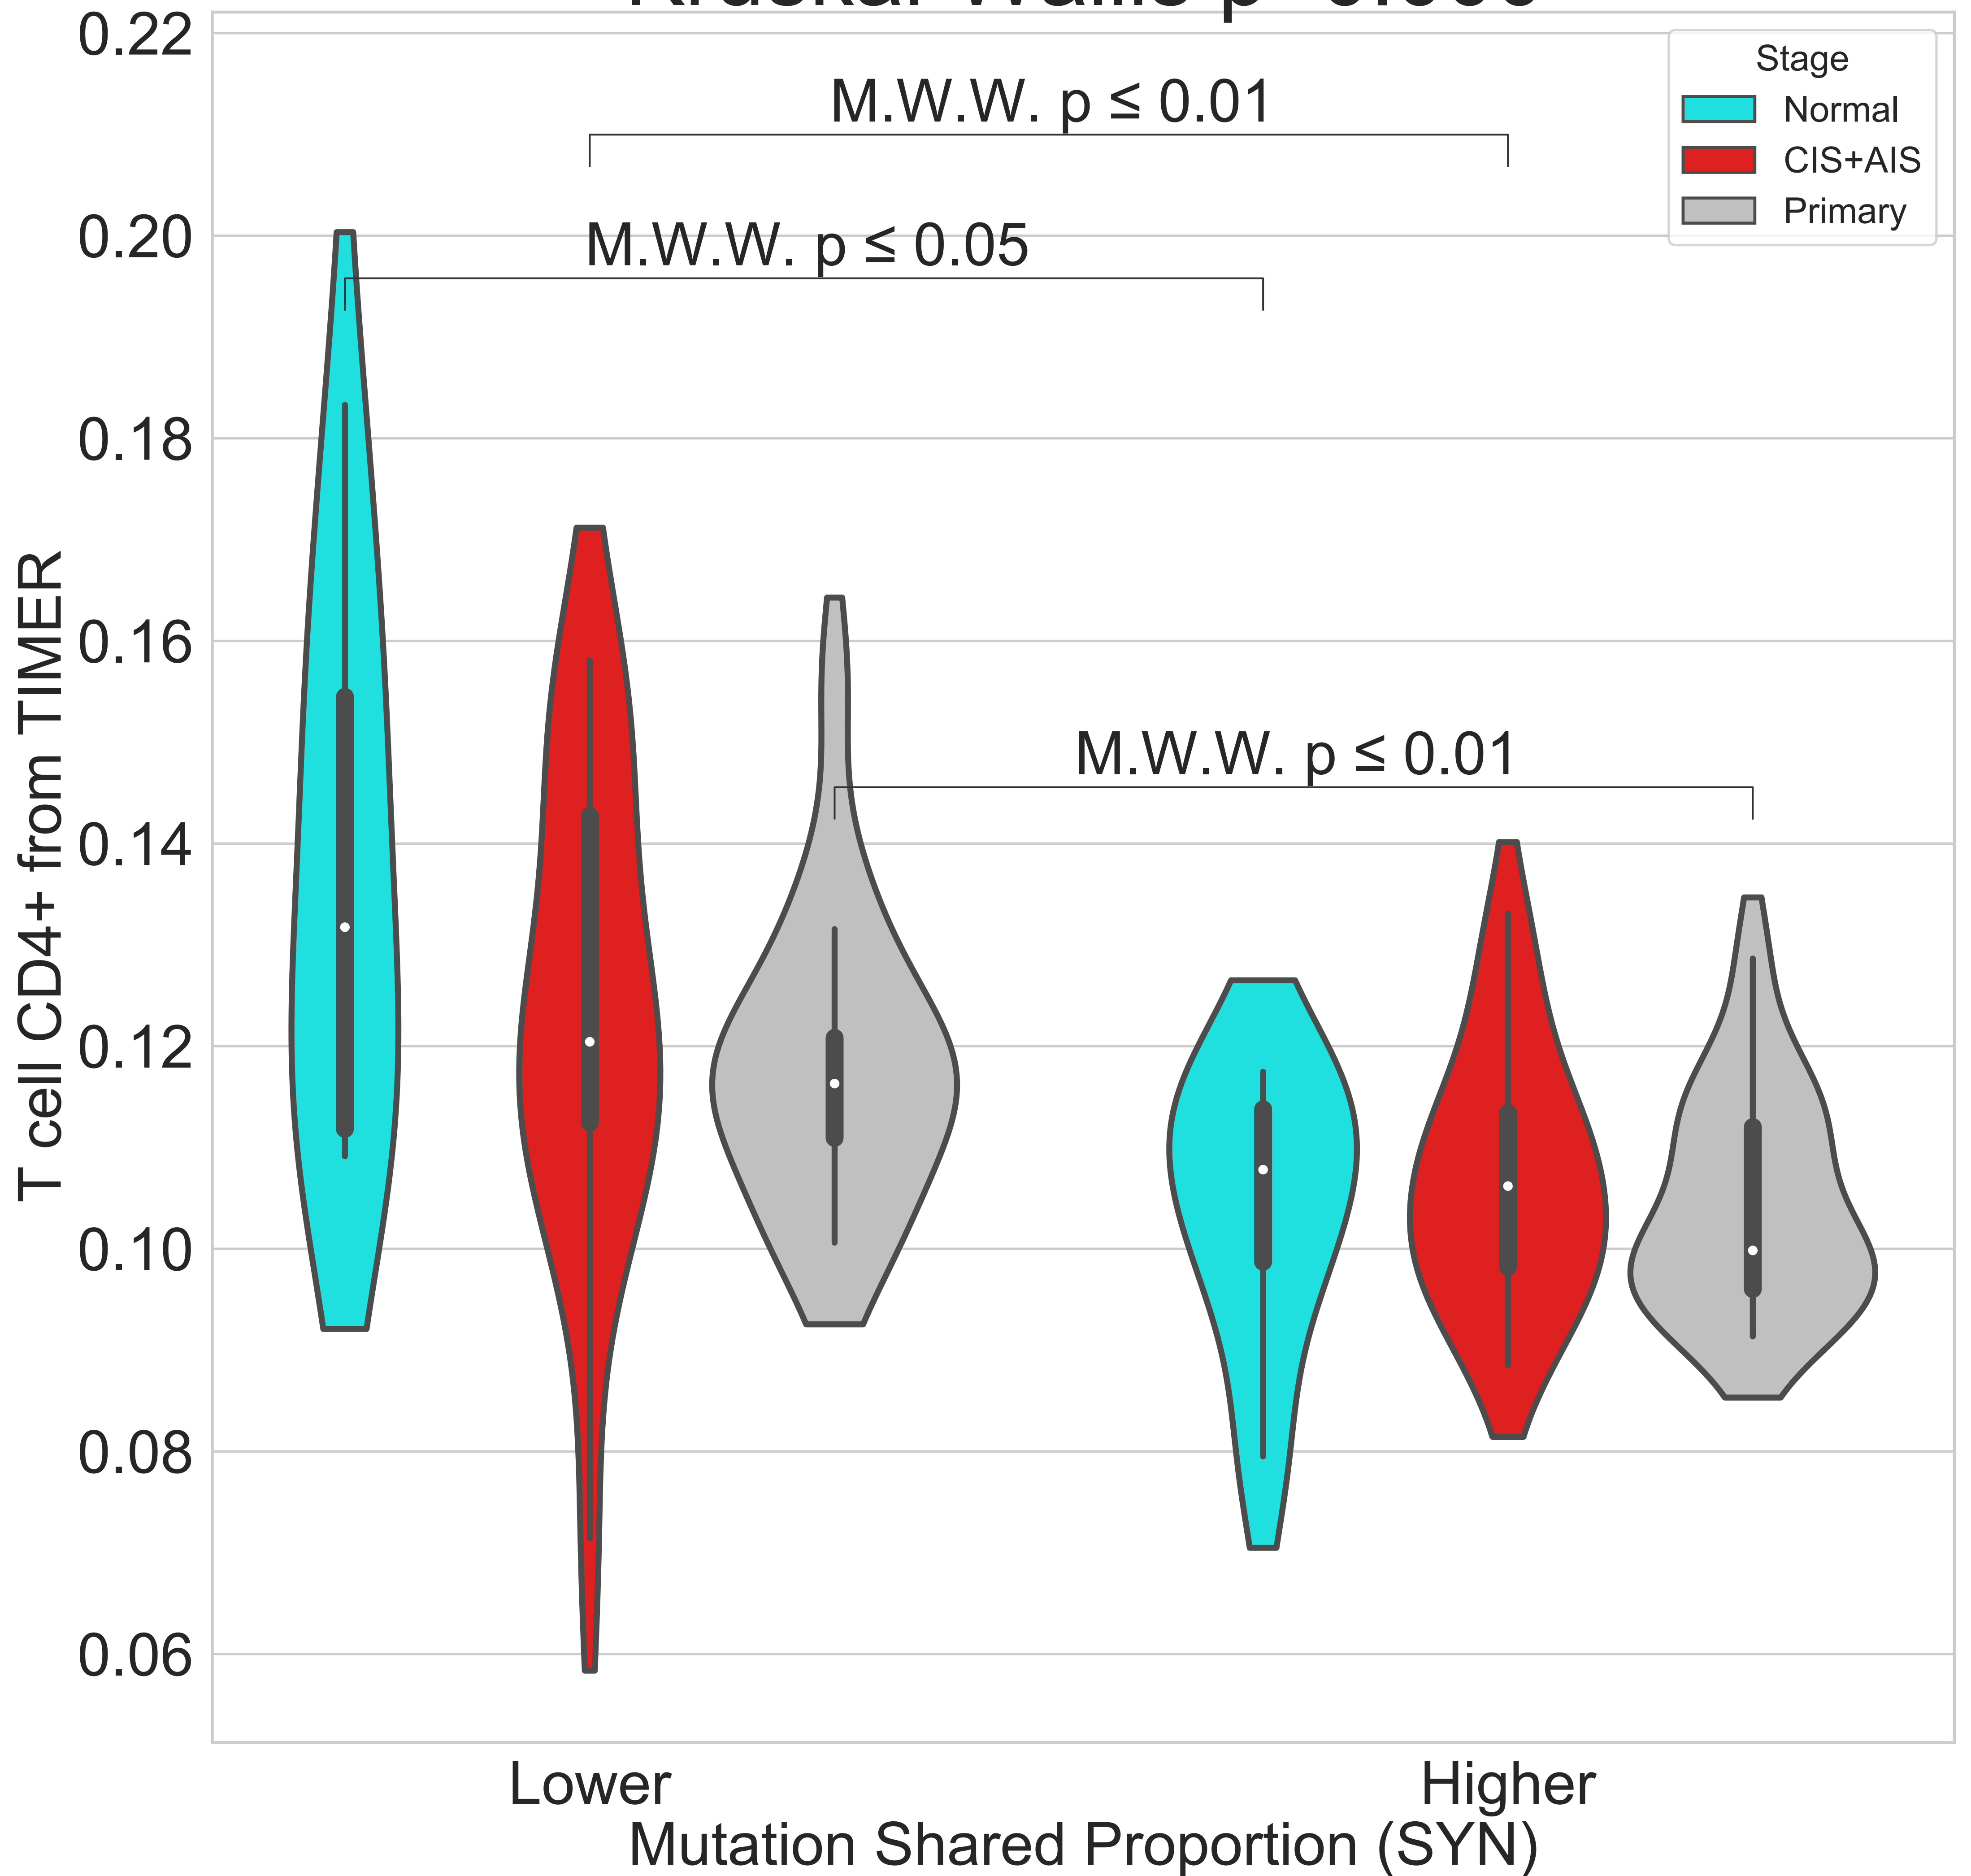 0.22
0.20
0.18
0.16
0.14
0.12
0.10
0.08
0.06
T cell CD4+ from TIMER
M.W.W. p ≤ 0.01
M.W.W. p ≤ 0.05
M.W.W. p ≤ 0.01
Stage
Normal
CIS+AIS
Primary
Lower
Higher
Mutation Shared Proportion (SYN)